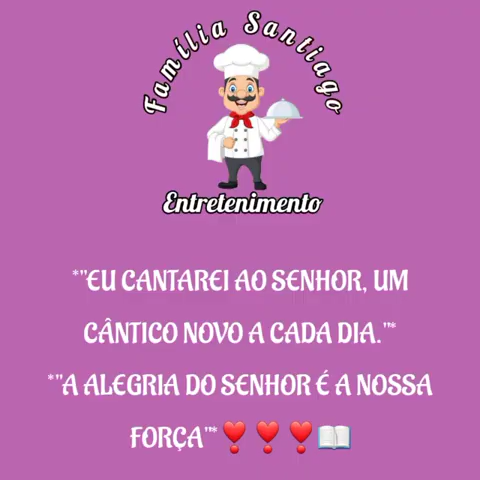 Família Santiago
Entretenimento
*"EU CANTAREI AO SENHOR, UM
CÂNTICO NOVO A CADA DIA."*
*"A ALEGRIA DO SENHOR É A NOSSA
FORÇA"*❣️❣️❣️📖